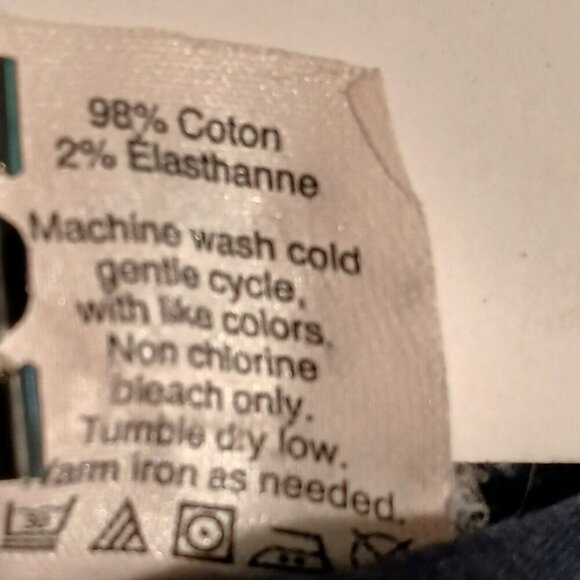 98% Coton
2% Élasthanne
Machine wash cold
gentle cycle,
with like colors.
Non chlorine
bleach only.
Tumble dry low.
Warm iron as needed.
30